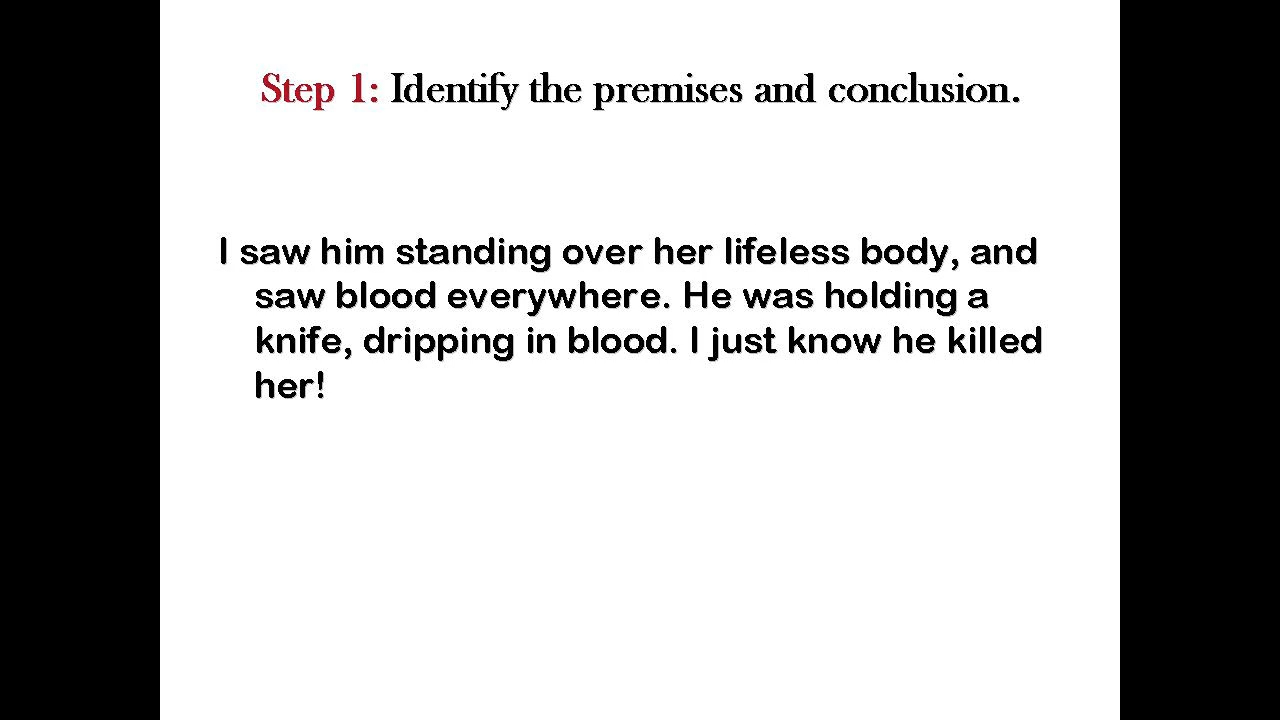 Step 1: Identify the premises and conclusion.
I saw him standing over her lifeless body, and
saw blood everywhere. He was holding a
knife, dripping in blood. I just know he killed
her!